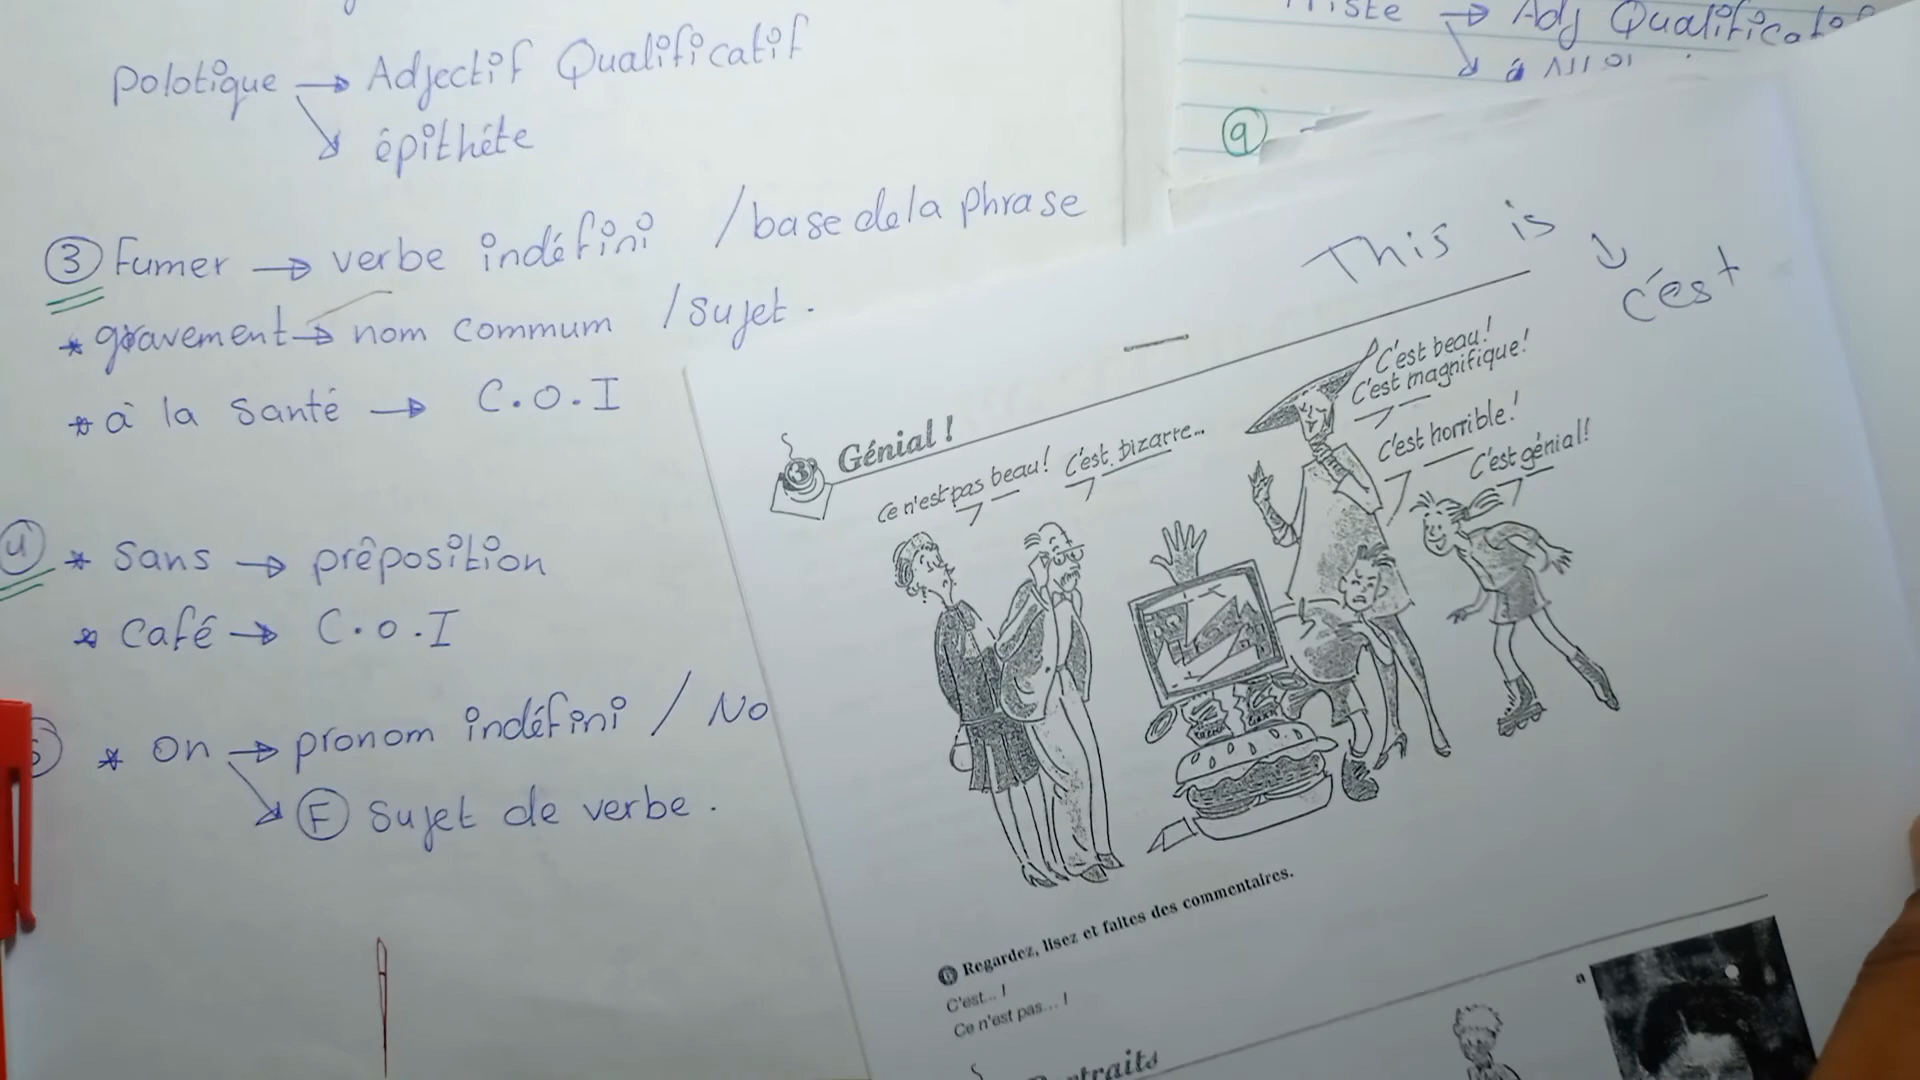 Polotique → Adjectif Qualificatif
épithéte
③ Fumer → verbe indéfini / base de la phrase
* gravement → nom commum / sujet .
* à la Santé → C.O.I
④ * Sans → prêposition
* Café → C.O.I
* On → pronom indéfini / No
Ⓕ Sujet de verbe .
→ Adj Qualificatif
⑨
This is
c'est
③ Génial !
Ce n'est pas beau!
C'est bizarre...
C'est beau!
C'est magnifique!
C'est horrible!
C'est génial!
Regardez, lisez et faites des commentaires.
C'est... !
Ce n'est pas... !
a